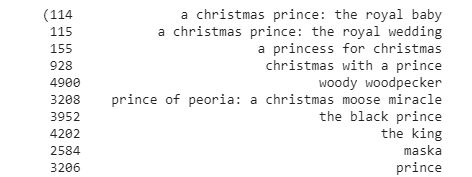 (114 a christmas prince: the royal baby
115 a christmas prince: the royal wedding
155 a princess for christmas
928 christmas with a prince
4900 woody woodpecker
3208 prince of peoria: a christmas moose miracle
3952 the black prince
4202 the king
2584 maska
3206 prince